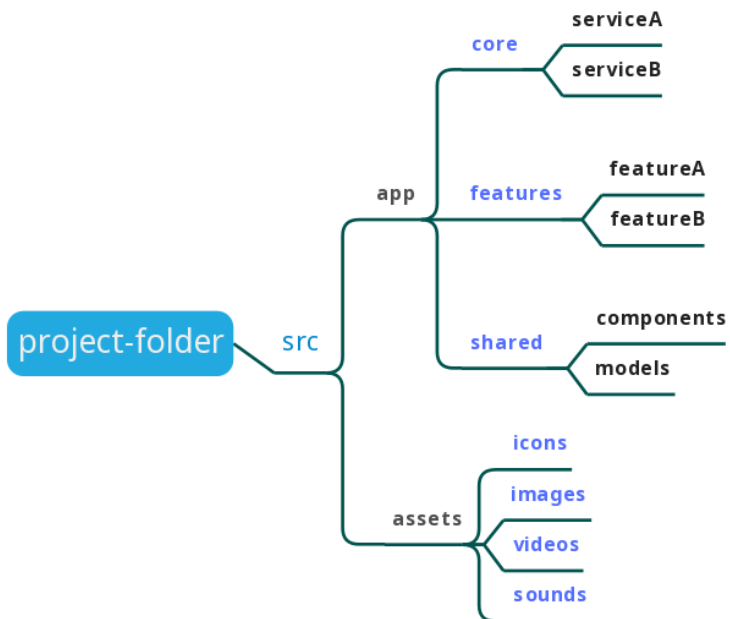 serviceA
core
serviceB
featureA
app
features
featureB
components
project-folder
src
shared
models
icons
images
assets
videos
sounds